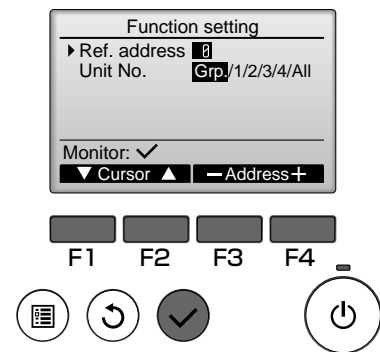 Function setting
Ref. address 0
Unit No. Grp./1/2/3/4/All
Monitor: ✓
▼ Cursor ▲ −Address+
F1 F2 F3 F4